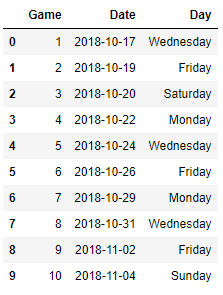 Game Date Day
0 1 2018-10-17 Wednesday
1 2 2018-10-19 Friday
2 3 2018-10-20 Saturday
3 4 2018-10-22 Monday
4 5 2018-10-24 Wednesday
5 6 2018-10-26 Friday
6 7 2018-10-29 Monday
7 8 2018-10-31 Wednesday
8 9 2018-11-02 Friday
9 10 2018-11-04 Sunday